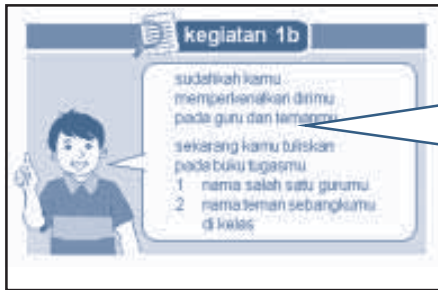 kegiatan 1b
sudahkah kamu
memperkenalkan dirimu
pada guru dan temanmu
sekarang kamu tuliskan
pada buku tugasmu
1 nama salah satu gurumu
2 nama teman sebangkumu
di kelas